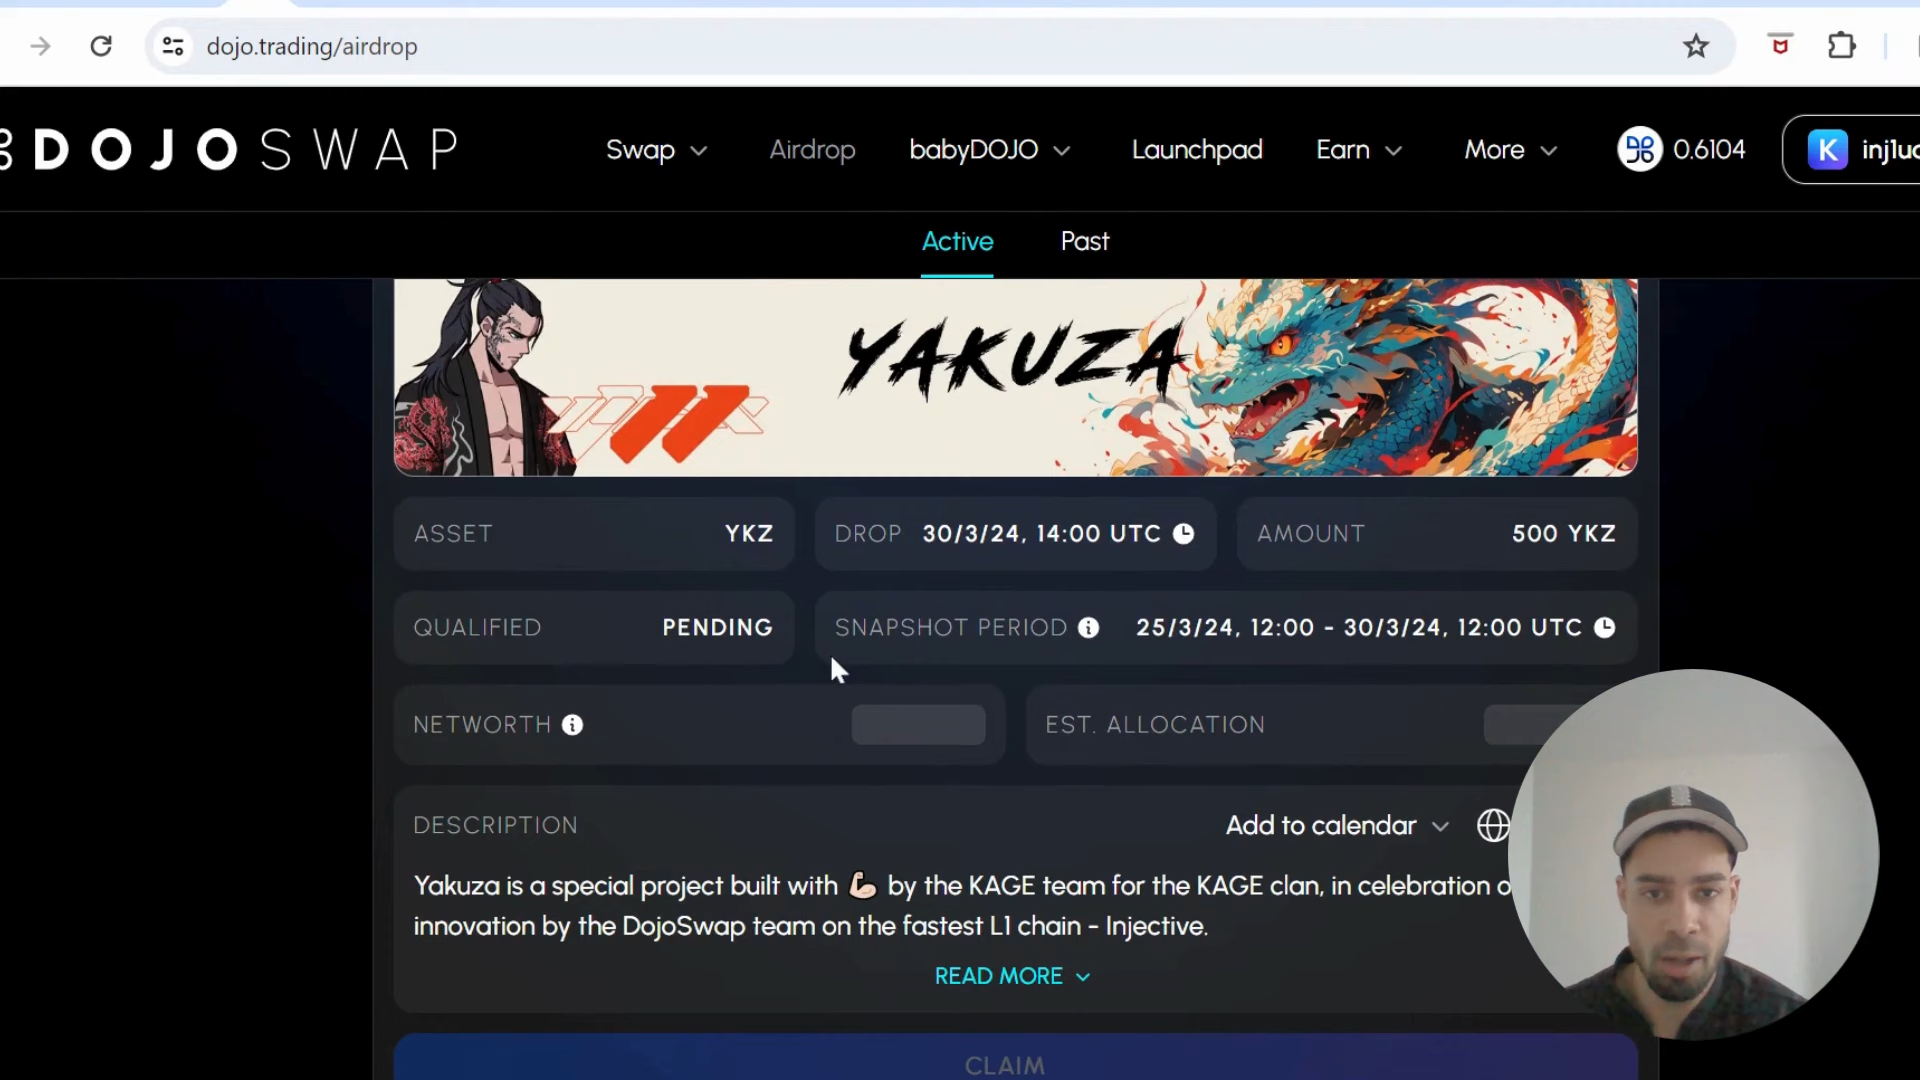 dojo.trading/airdrop
DOJOSWAP
Swap
Airdrop
babyDOJO
Launchpad
Earn
More
0.6104
K
Active
Past
YAKUZA
ASSET
YKZ
DROP
30/3/24, 14:00 UTC
AMOUNT
500 YKZ
QUALIFIED
PENDING
SNAPSHOT PERIOD
25/3/24, 12:00 - 30/3/24, 12:00 UTC
NETWORTH
EST. ALLOCATION
DESCRIPTION
Add to calendar
Yakuza is a special project built with 💪🏻 by the KAGE team for the KAGE clan, in celebration
innovation by the DojoSwap team on the fastest L1 chain - Injective.
READ MORE
CLAIM